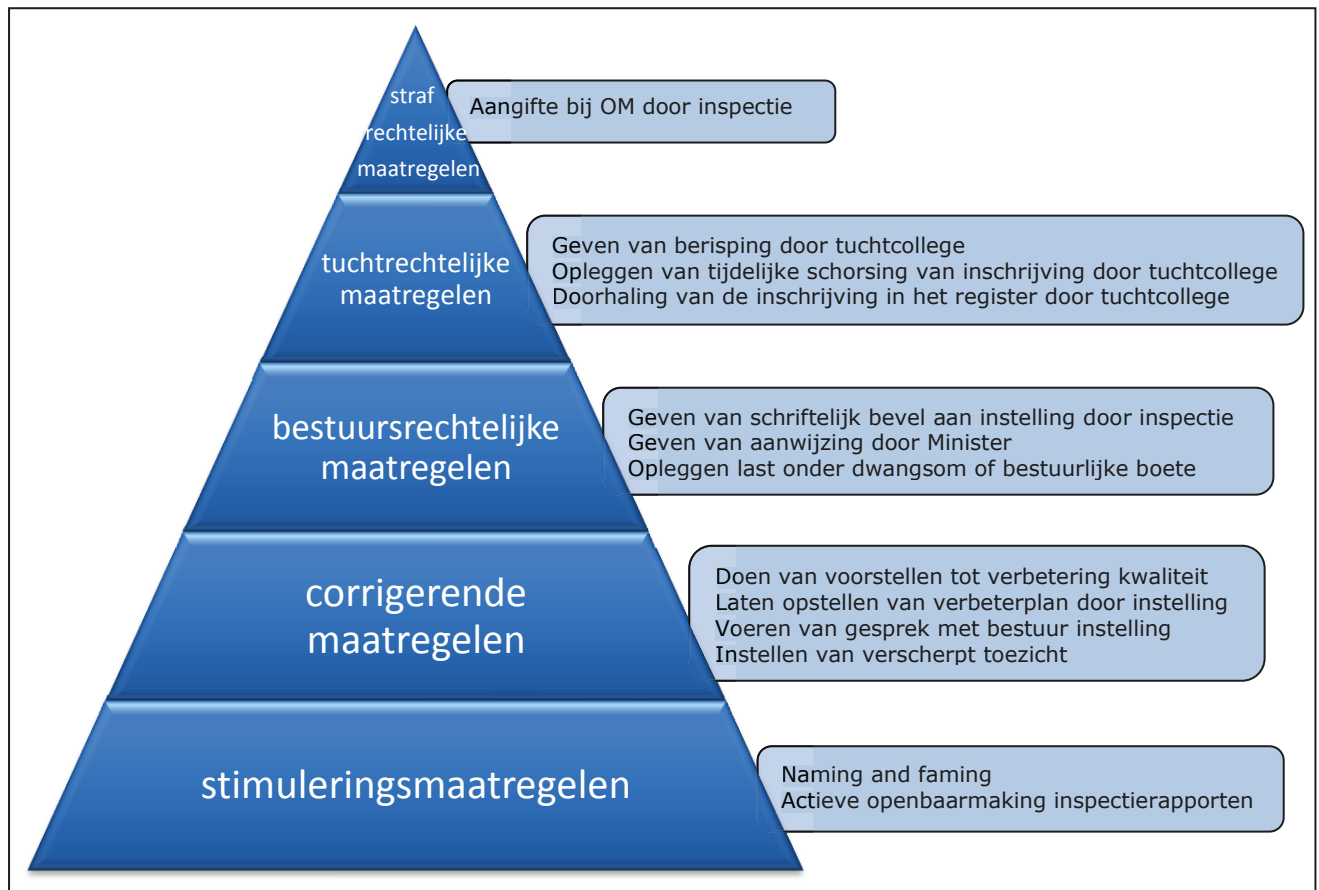 straf
rechtelijke
maatregelen
Aangifte bij OM door inspectie
tuchtrechtelijke
maatregelen
Geven van berisping door tuchtcollege
Opleggen van tijdelijke schorsing van inschrijving door tuchtcollege
Doorhaling van de inschrijving in het register door tuchtcollege
bestuursrechtelijke
maatregelen
Geven van schriftelijk bevel aan instelling door inspectie
Geven van aanwijzing door Minister
Opleggen last onder dwangsom of bestuurlijke boete
corrigerende
maatregelen
Doen van voorstellen tot verbetering kwaliteit
Laten opstellen van verbeterplan door instelling
Voeren van gesprek met bestuur instelling
Instellen van verscherpt toezicht
stimuleringsmaatregelen
Naming and faming
Actieve openbaarmaking inspectierapporten